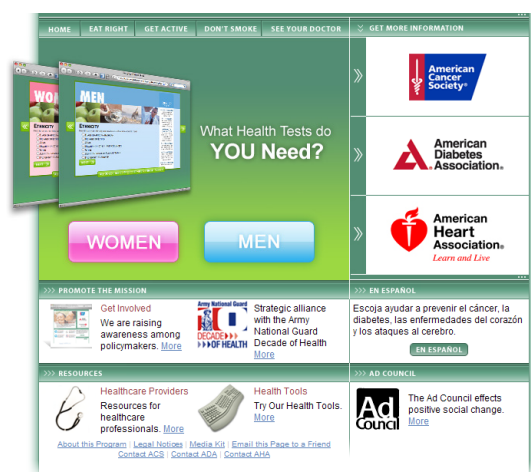 HOME
EAT RIGHT
GET ACTIVE
DON'T SMOKE
SEE YOUR DOCTOR
GET MORE INFORMATION
WO
MEN
Ethnicity
What Health Tests do
YOU Need?
WOMEN
MEN
American
Cancer
Society®
American
Diabetes
Association®
American
Heart
Association®
Learn and Live
PROMOTE THE MISSION
Get Involved
We are raising
awareness among
policymakers. More
Army National Guard
DECADE
OF HEALTH
Strategic alliance
with the Army
National Guard
Decade of Health
More
EN ESPAÑOL
Escoja ayudar a prevenir el cáncer, la
diabetes, las enfermedades del corazón
y los ataques al cerebro.
EN ESPAÑOL
RESOURCES
Healthcare Providers
Resources for
healthcare
professionals. More
Health Tools
Try Our Health Tools.
More
AD COUNCIL
Ad
Council
The Ad Council effects
positive social change.
More
About this Program | Legal Notices | Media Kit | Email this Page to a Friend
Contact ACS | Contact ADA | Contact AHA